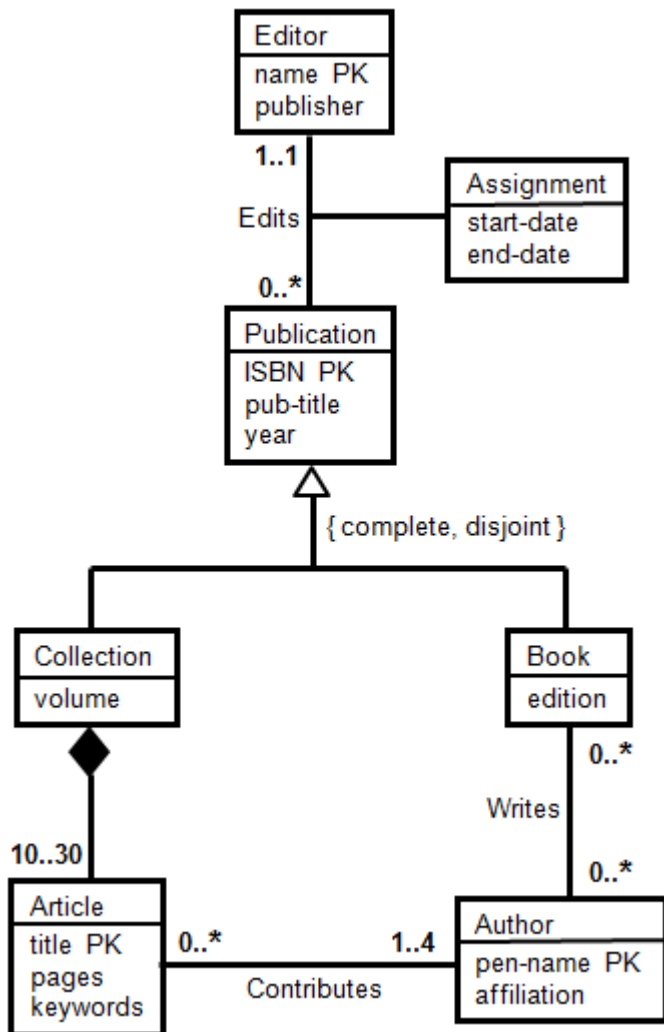 Editor
name PK
publisher
1..1
Assignment
start-date
end-date
Edits
0..*
Publication
ISBN PK
pub-title
year
{ complete, disjoint }
Collection
volume
Book
edition
0..*
Writes
10..30
0..*
Article
title PK
pages
keywords
0..*
1..4
Contributes
Author
pen-name PK
affiliation